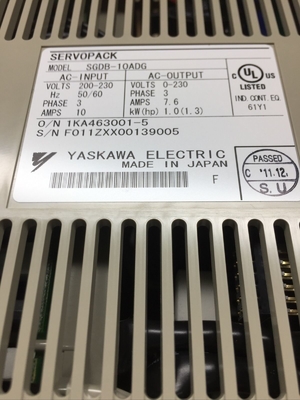 SERVOPACK
MODEL SGDB-10ADG
AC-INPUT AC-OUTPUT
VOLTS 200-230 VOLTS 0-230
Hz 50/60 PHASE 3
PHASE 3 AMPS 7.6
AMPS 10 kW(hp) 1.0(1.3)
O/N 1KA463001-5
S/N F011ZXX00139005
C UL US
LISTED
IND. CONT. EQ.
61Y1
YASKAWA ELECTRIC
MADE IN JAPAN
F
PASSED
C '11.12
S.U